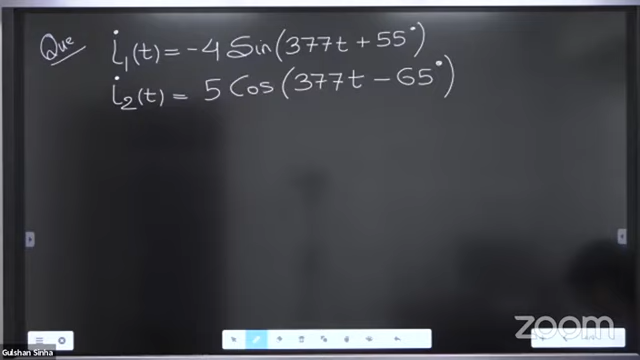 Que i₁(t) = -4 Sin(377t + 55°)
i₂(t) = 5 Cos(377t - 65°)
zoom
Gulshan Sinha